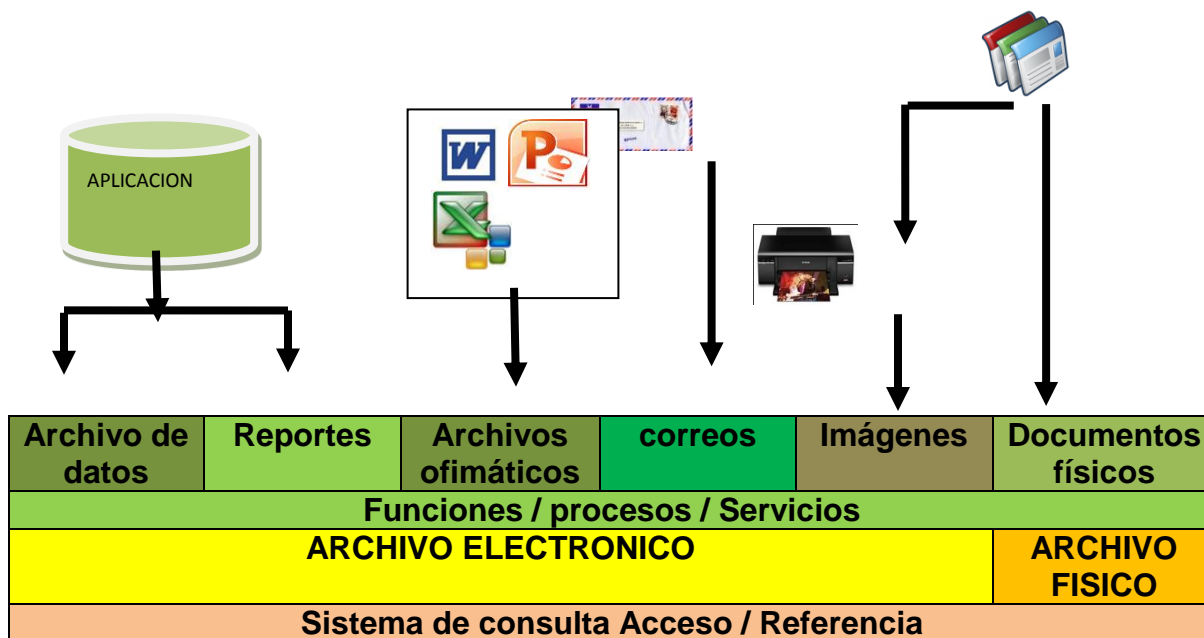 APLICACION
W
P
X
Archivo de
datos
Reportes
Archivos
ofimáticos
correos
Imágenes
Documentos
físicos
Funciones / procesos / Servicios
ARCHIVO ELECTRONICO
ARCHIVO
FISICO
Sistema de consulta Acceso / Referencia